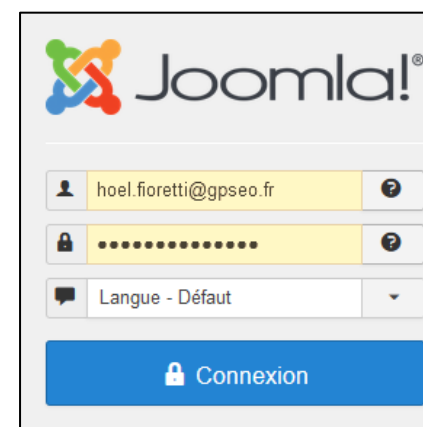 Joomla!®
hoel.fioretti@gpseo.fr
••••••••••••••
Langue - Défaut
Connexion